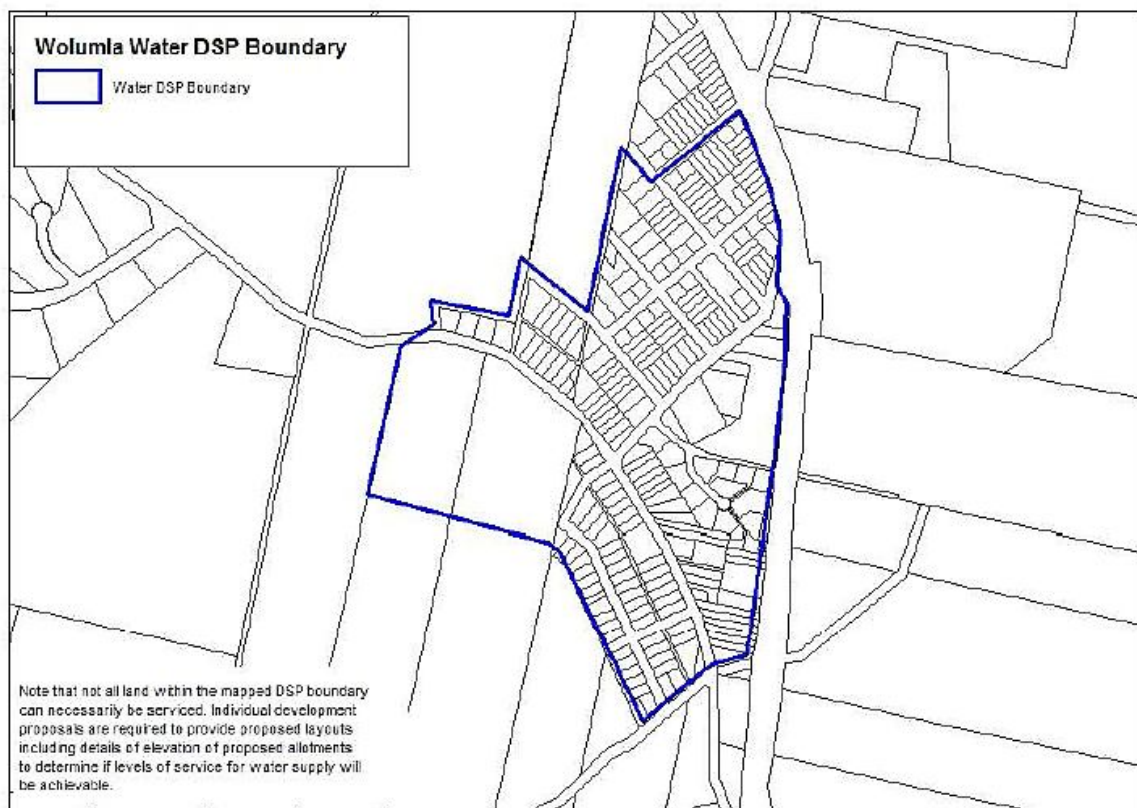 Wolumla Water DSP Boundary
Water DSP Boundary
Note that not all land within the mapped DSP boundary
can necessarily be serviced. Individual development
proposals are required to provide proposed layouts
including details of elevation of proposed allotments
to determine if levels of service for water supply will
be achievable.